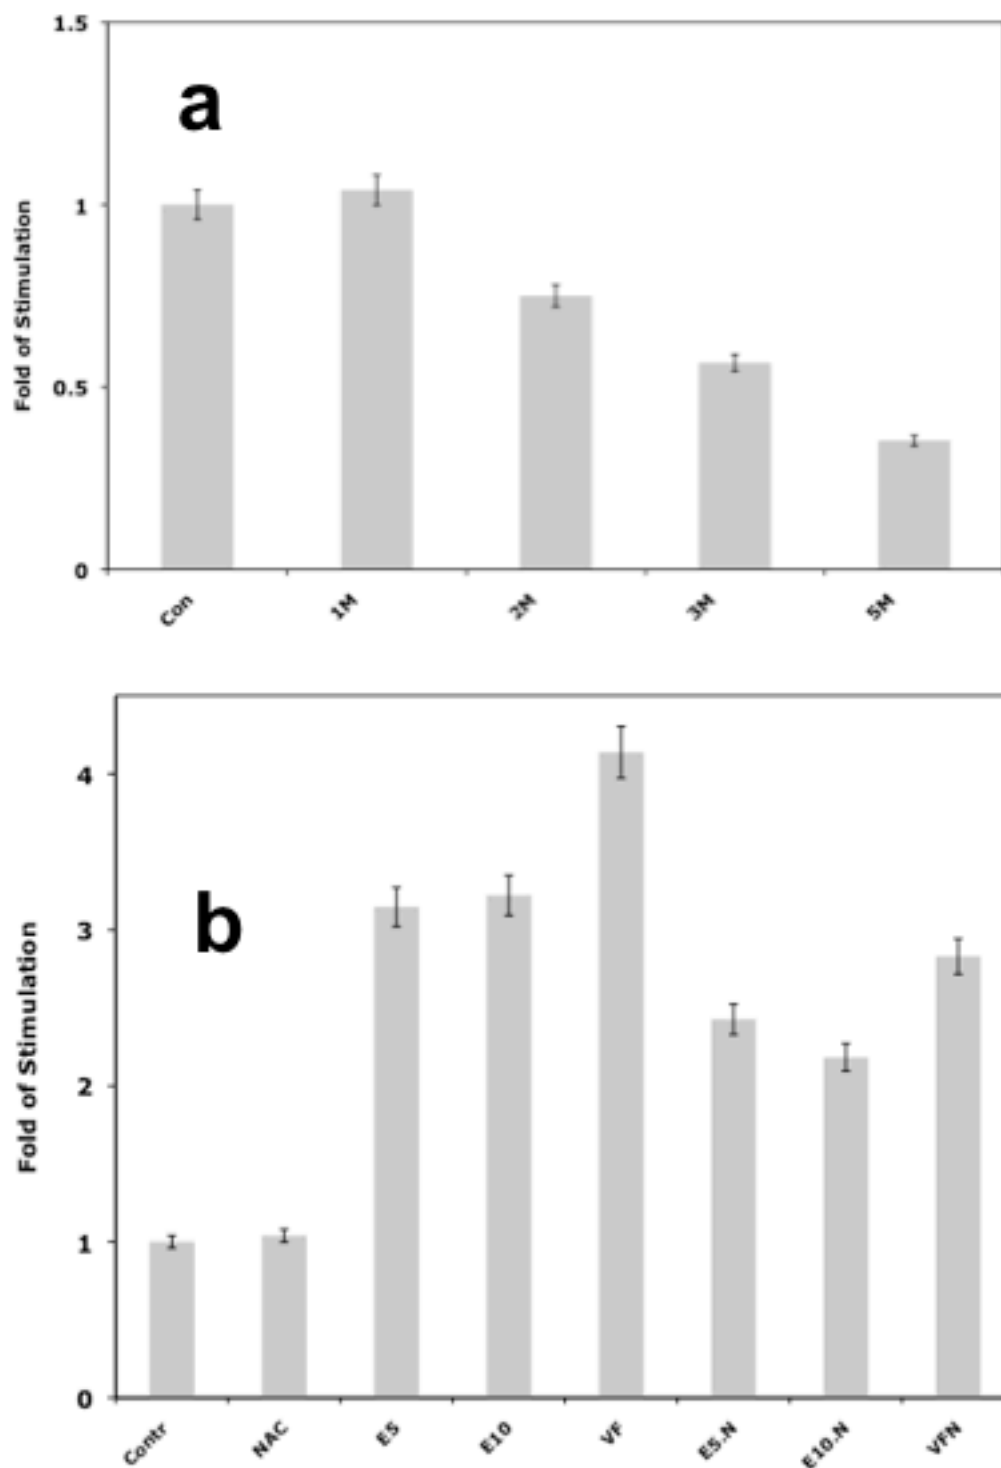 a
Fold of Stimulation
1.5
1
0.5
0
Con 1M 2M 3M 5M
b
Fold of Stimulation
4
3
2
1
0
Contr NAC E5 E10 VF E5.N E10.N VFN